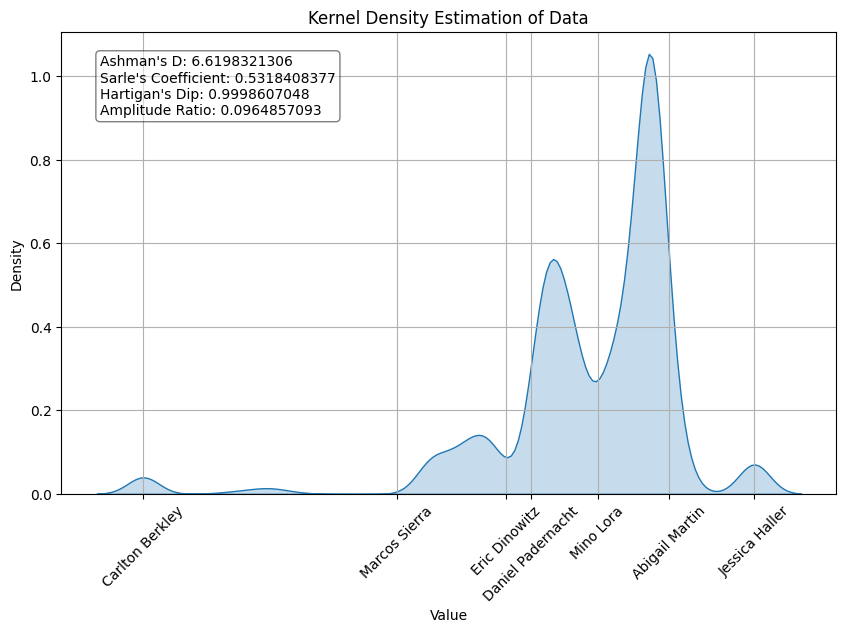 Kernel Density Estimation of Data
Ashman's D: 6.6198321306
Sarle's Coefficient: 0.5318408377
Hartigan's Dip: 0.9998607048
Amplitude Ratio: 0.0964857093
Density
1.0
0.8
0.6
0.4
0.2
0.0
Carlton Berkley
Marcos Sierra
Eric Dinowitz
Daniel Padernacht
Mino Lora
Abigail Martin
Jessica Haller
Value